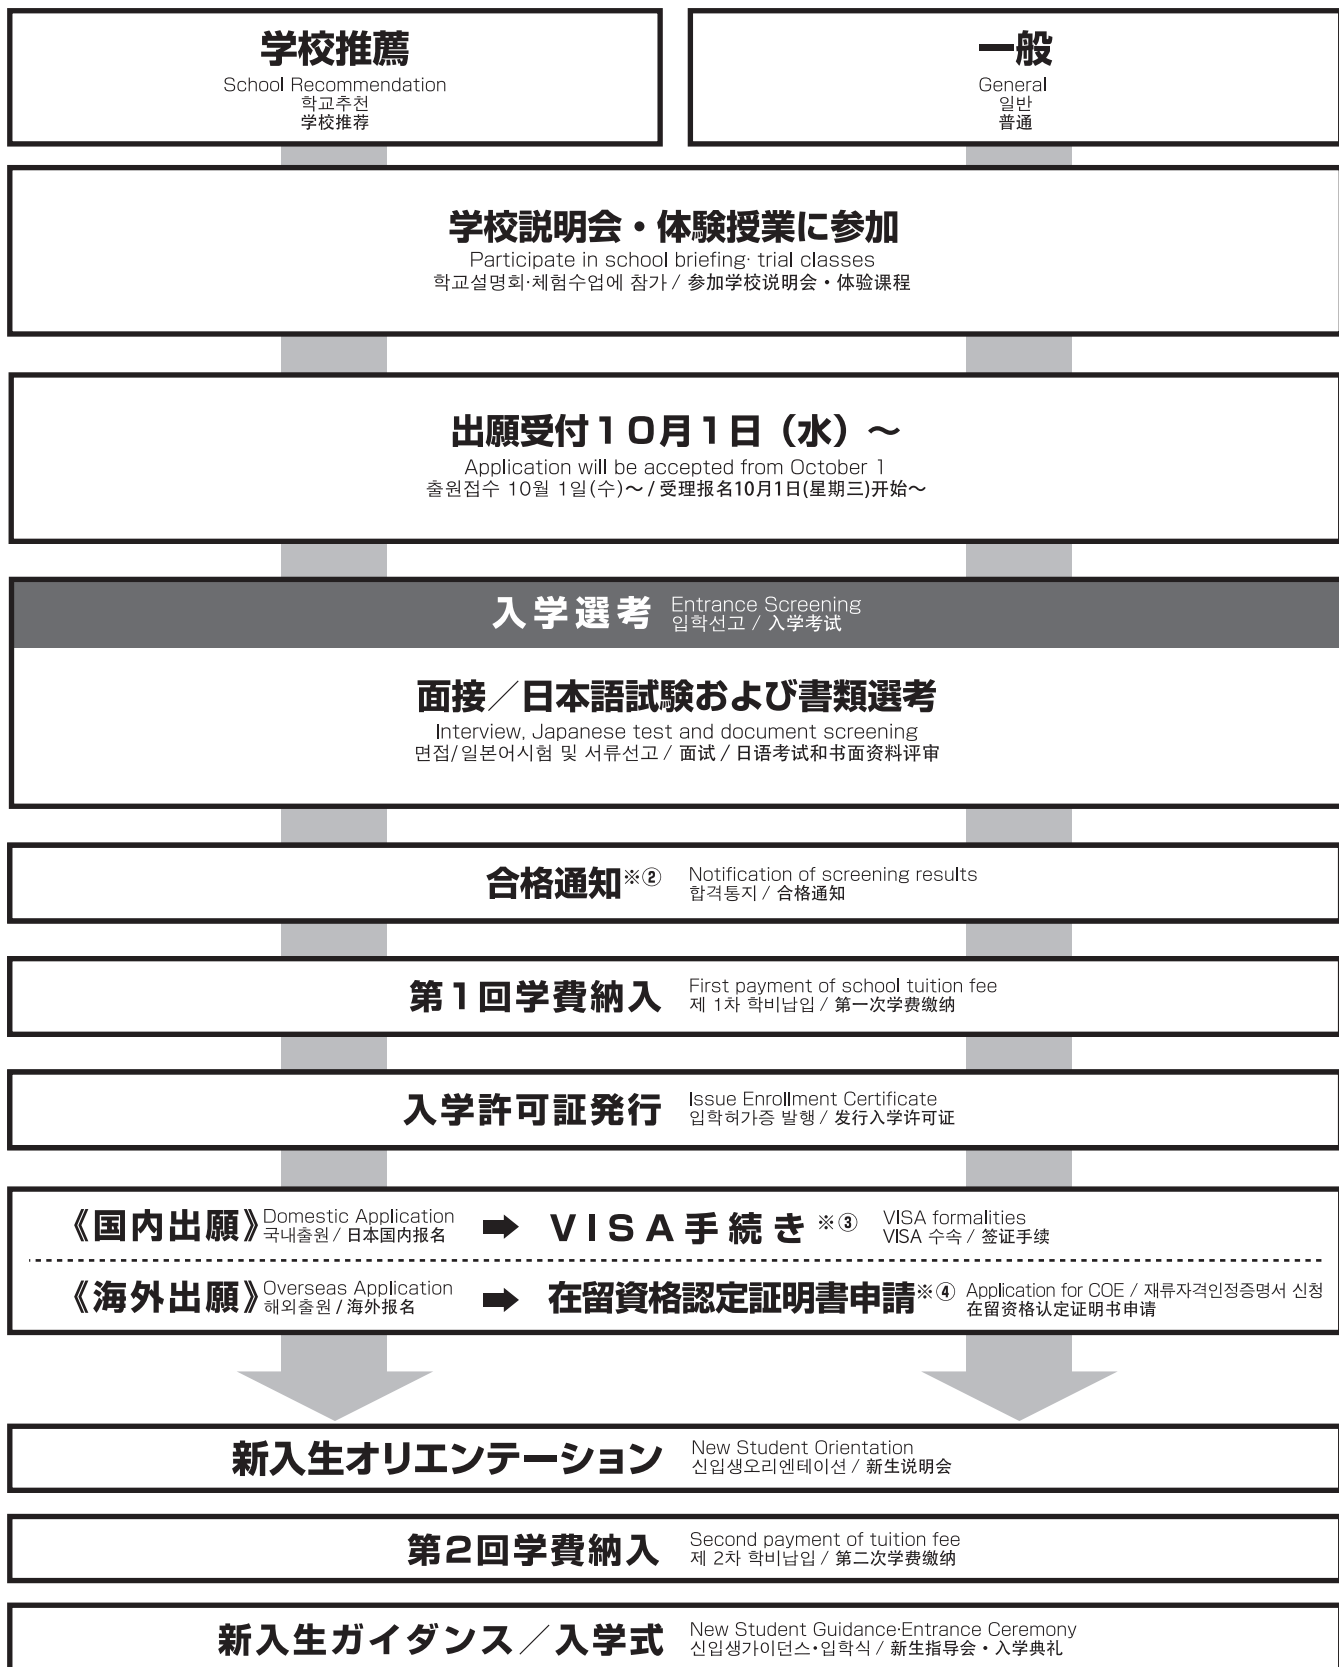 学校推薦
School Recommendation
학교추천
学校推荐
一般
General
일반
普通
学校説明会・体験授業に参加
Participate in school briefing· trial classes
학교설명회·체험수업에 참가 / 参加学校说明会・体验课程
出願受付１０月１日（水）～
Application will be accepted from October 1
출원접수 10월 1일(수)～ / 受理报名10月1日(星期三)开始～
入学選考
Entrance Screening
입학선고 / 入学考试
面接／日本語試験および書類選考
Interview, Japanese test and document screening
면접/일본어시험 및 서류선고 / 面试 / 日语考试和书面资料评审
合格通知※②
Notification of screening results
합격통지 / 合格通知
第１回学費納入
First payment of school tuition fee
제 1차 학비납입 / 第一次学费缴纳
入学許可証発行
Issue Enrollment Certificate
입학허가증 발행 / 发行入学许可证
《国内出願》
Domestic Application
국내출원 / 日本国内报名
➡
ＶＩＳＡ手続き※③
VISA formalities
VISA 수속 / 签证手续
《海外出願》
Overseas Application
해외출원 / 海外报名
➡
在留資格認定証明書申請※④
Application for COE / 재류자격인정증명서 신청
在留资格认定证明书申请
新入生オリエンテーション
New Student Orientation
신입생오리엔테이션 / 新生说明会
第２回学費納入
Second payment of tuition fee
제 2차 학비납입 / 第二次学费缴纳
新入生ガイダンス／入学式
New Student Guidance·Entrance Ceremony
신입생가이던스・입학식 / 新生指导会・入学典礼